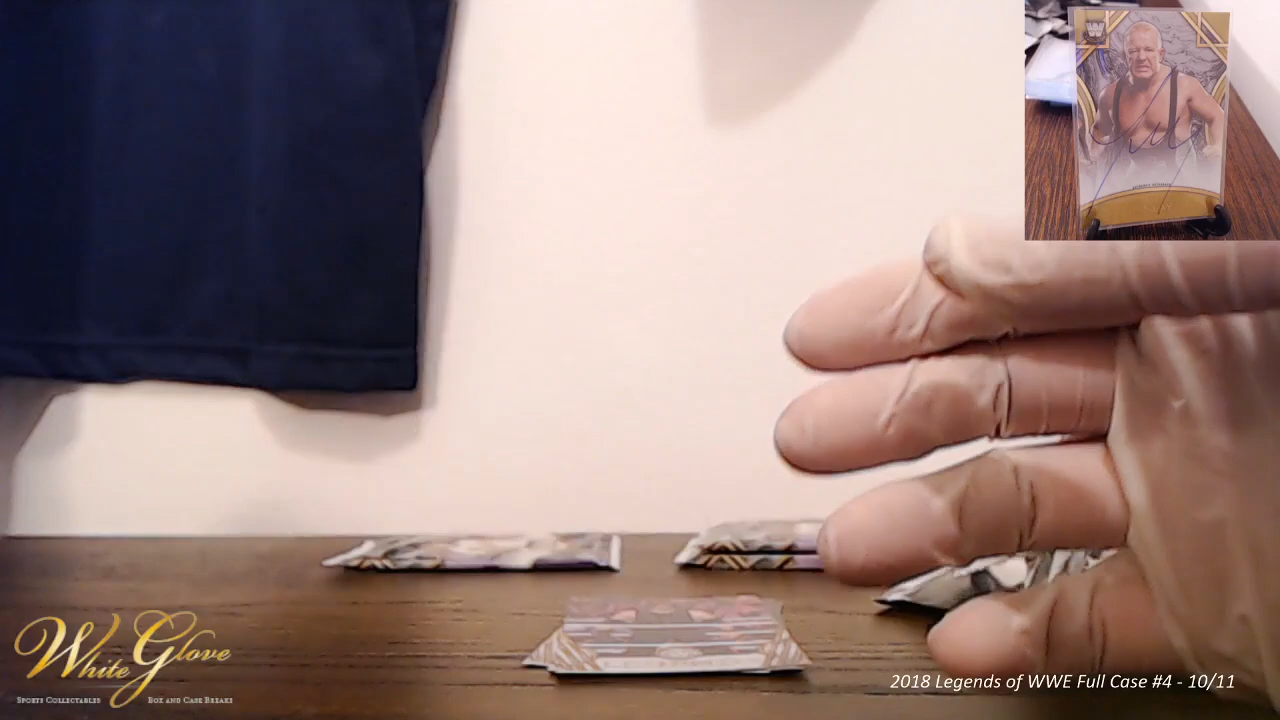 White Glove
SPORTS COLLECTABLES BOX AND CASE BREAKS
2018 Legends of WWE Full Case #4 - 10/11